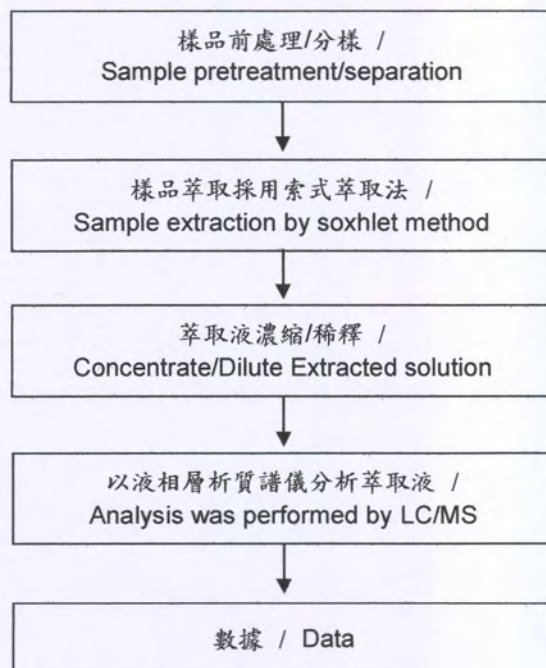 樣品前處理/分樣 /
Sample pretreatment/separation
樣品萃取採用索式萃取法 /
Sample extraction by soxhlet method
萃取液濃縮/稀釋 /
Concentrate/Dilute Extracted solution
以液相層析質譜儀分析萃取液 /
Analysis was performed by LC/MS
數據 / Data